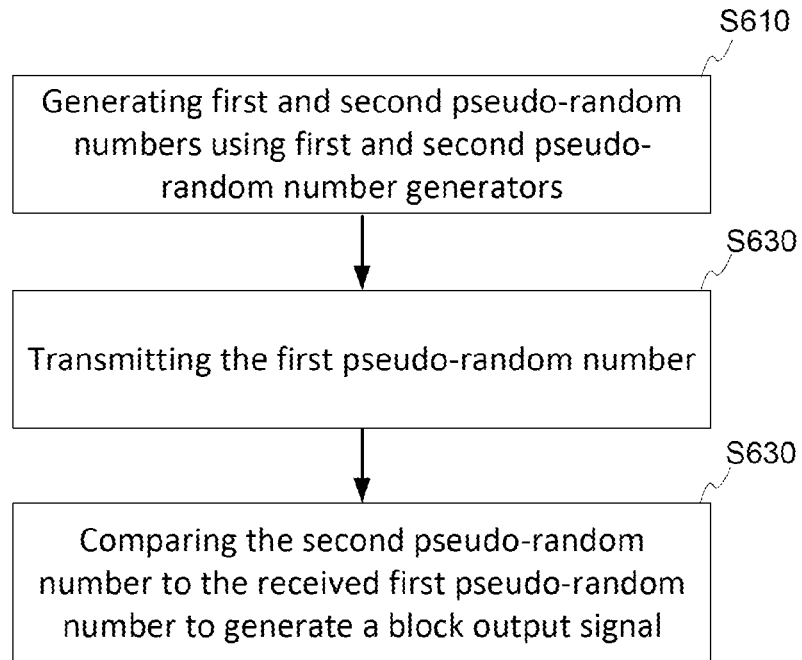 S610
Generating first and second pseudo-random
numbers using first and second pseudo-
random number generators
S630
Transmitting the first pseudo-random number
S630
Comparing the second pseudo-random
number to the received first pseudo-random
number to generate a block output signal